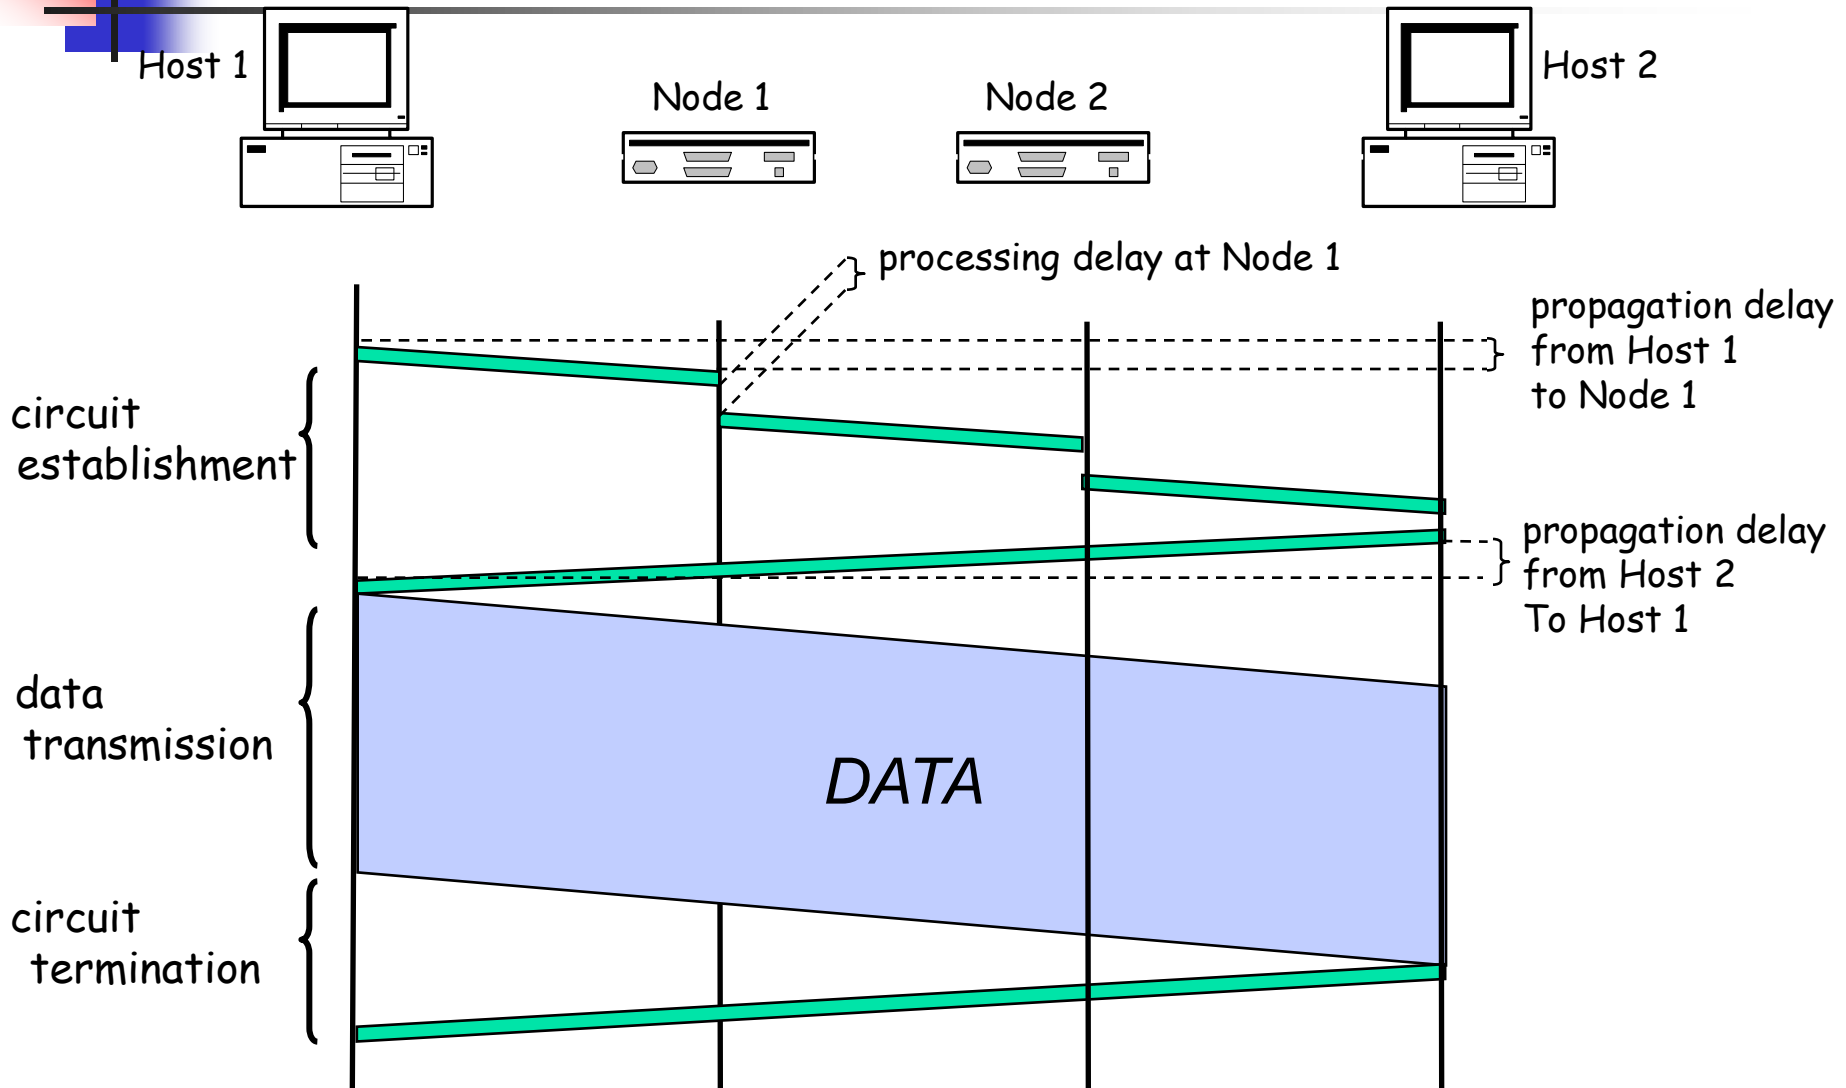 Host 1
Node 1
Node 2
Host 2
processing delay at Node 1
propagation delay
from Host 1
to Node 1
circuit
establishment
propagation delay
from Host 2
To Host 1
data
transmission
DATA
circuit
termination